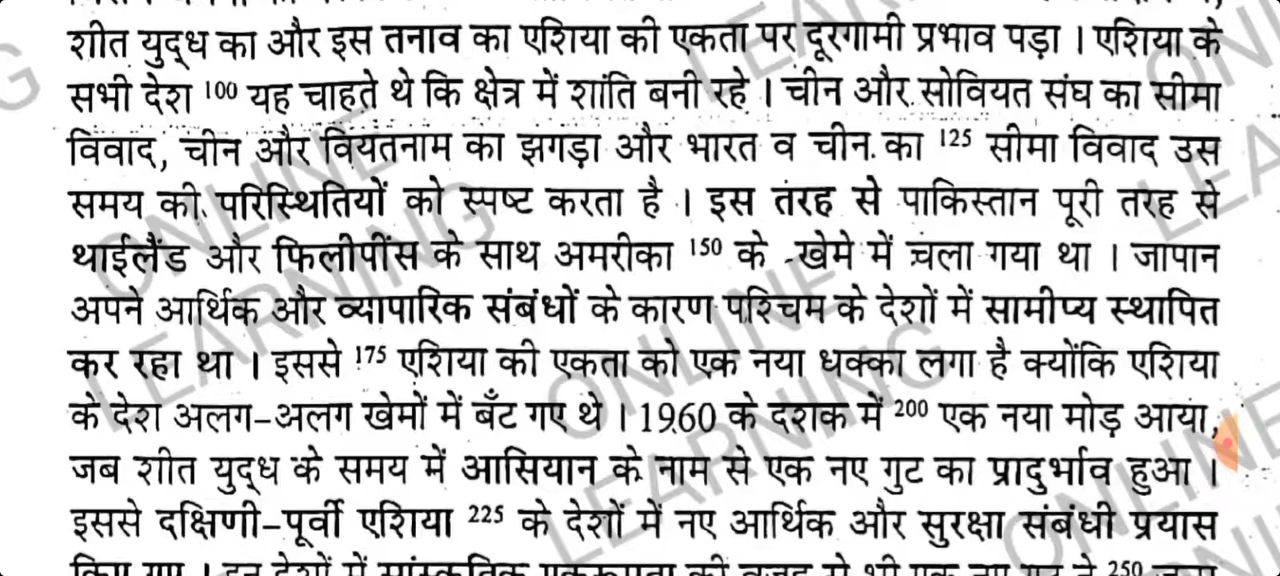 शीत युद्ध का और इस तनाव का एशिया की एकता पर दूरगामी प्रभाव पड़ा । एशिया के
सभी देश 100 यह चाहते थे कि क्षेत्र में शांति बनी रहे । चीन और सोवियत संघ का सीमा
विवाद, चीन और वियतनाम का झगड़ा और भारत व चीन का 125 सीमा विवाद उस
समय की परिस्थितियों को स्पष्ट करता है । इस तरह से पाकिस्तान पूरी तरह से
थाईलैंड और फिलीपींस के साथ अमरीका 150 के खेमे में चला गया था । जापान
अपने आर्थिक और व्यापारिक संबंधों के कारण पश्चिम के देशों में सामीप्य स्थापित
कर रहा था । इससे 175 एशिया की एकता को एक नया धक्का लगा है क्योंकि एशिया
के देश अलग-अलग खेमों में बँट गए थे । 1960 के दशक में 200 एक नया मोड़ आया,
जब शीत युद्ध के समय में आसियान के नाम से एक नए गुट का प्रादुर्भाव हुआ ।
इससे दक्षिणी-पूर्वी एशिया 225 के देशों में नए आर्थिक और सुरक्षा संबंधी प्रयास
ONLINE LEARNING
ONLINE LEARNING